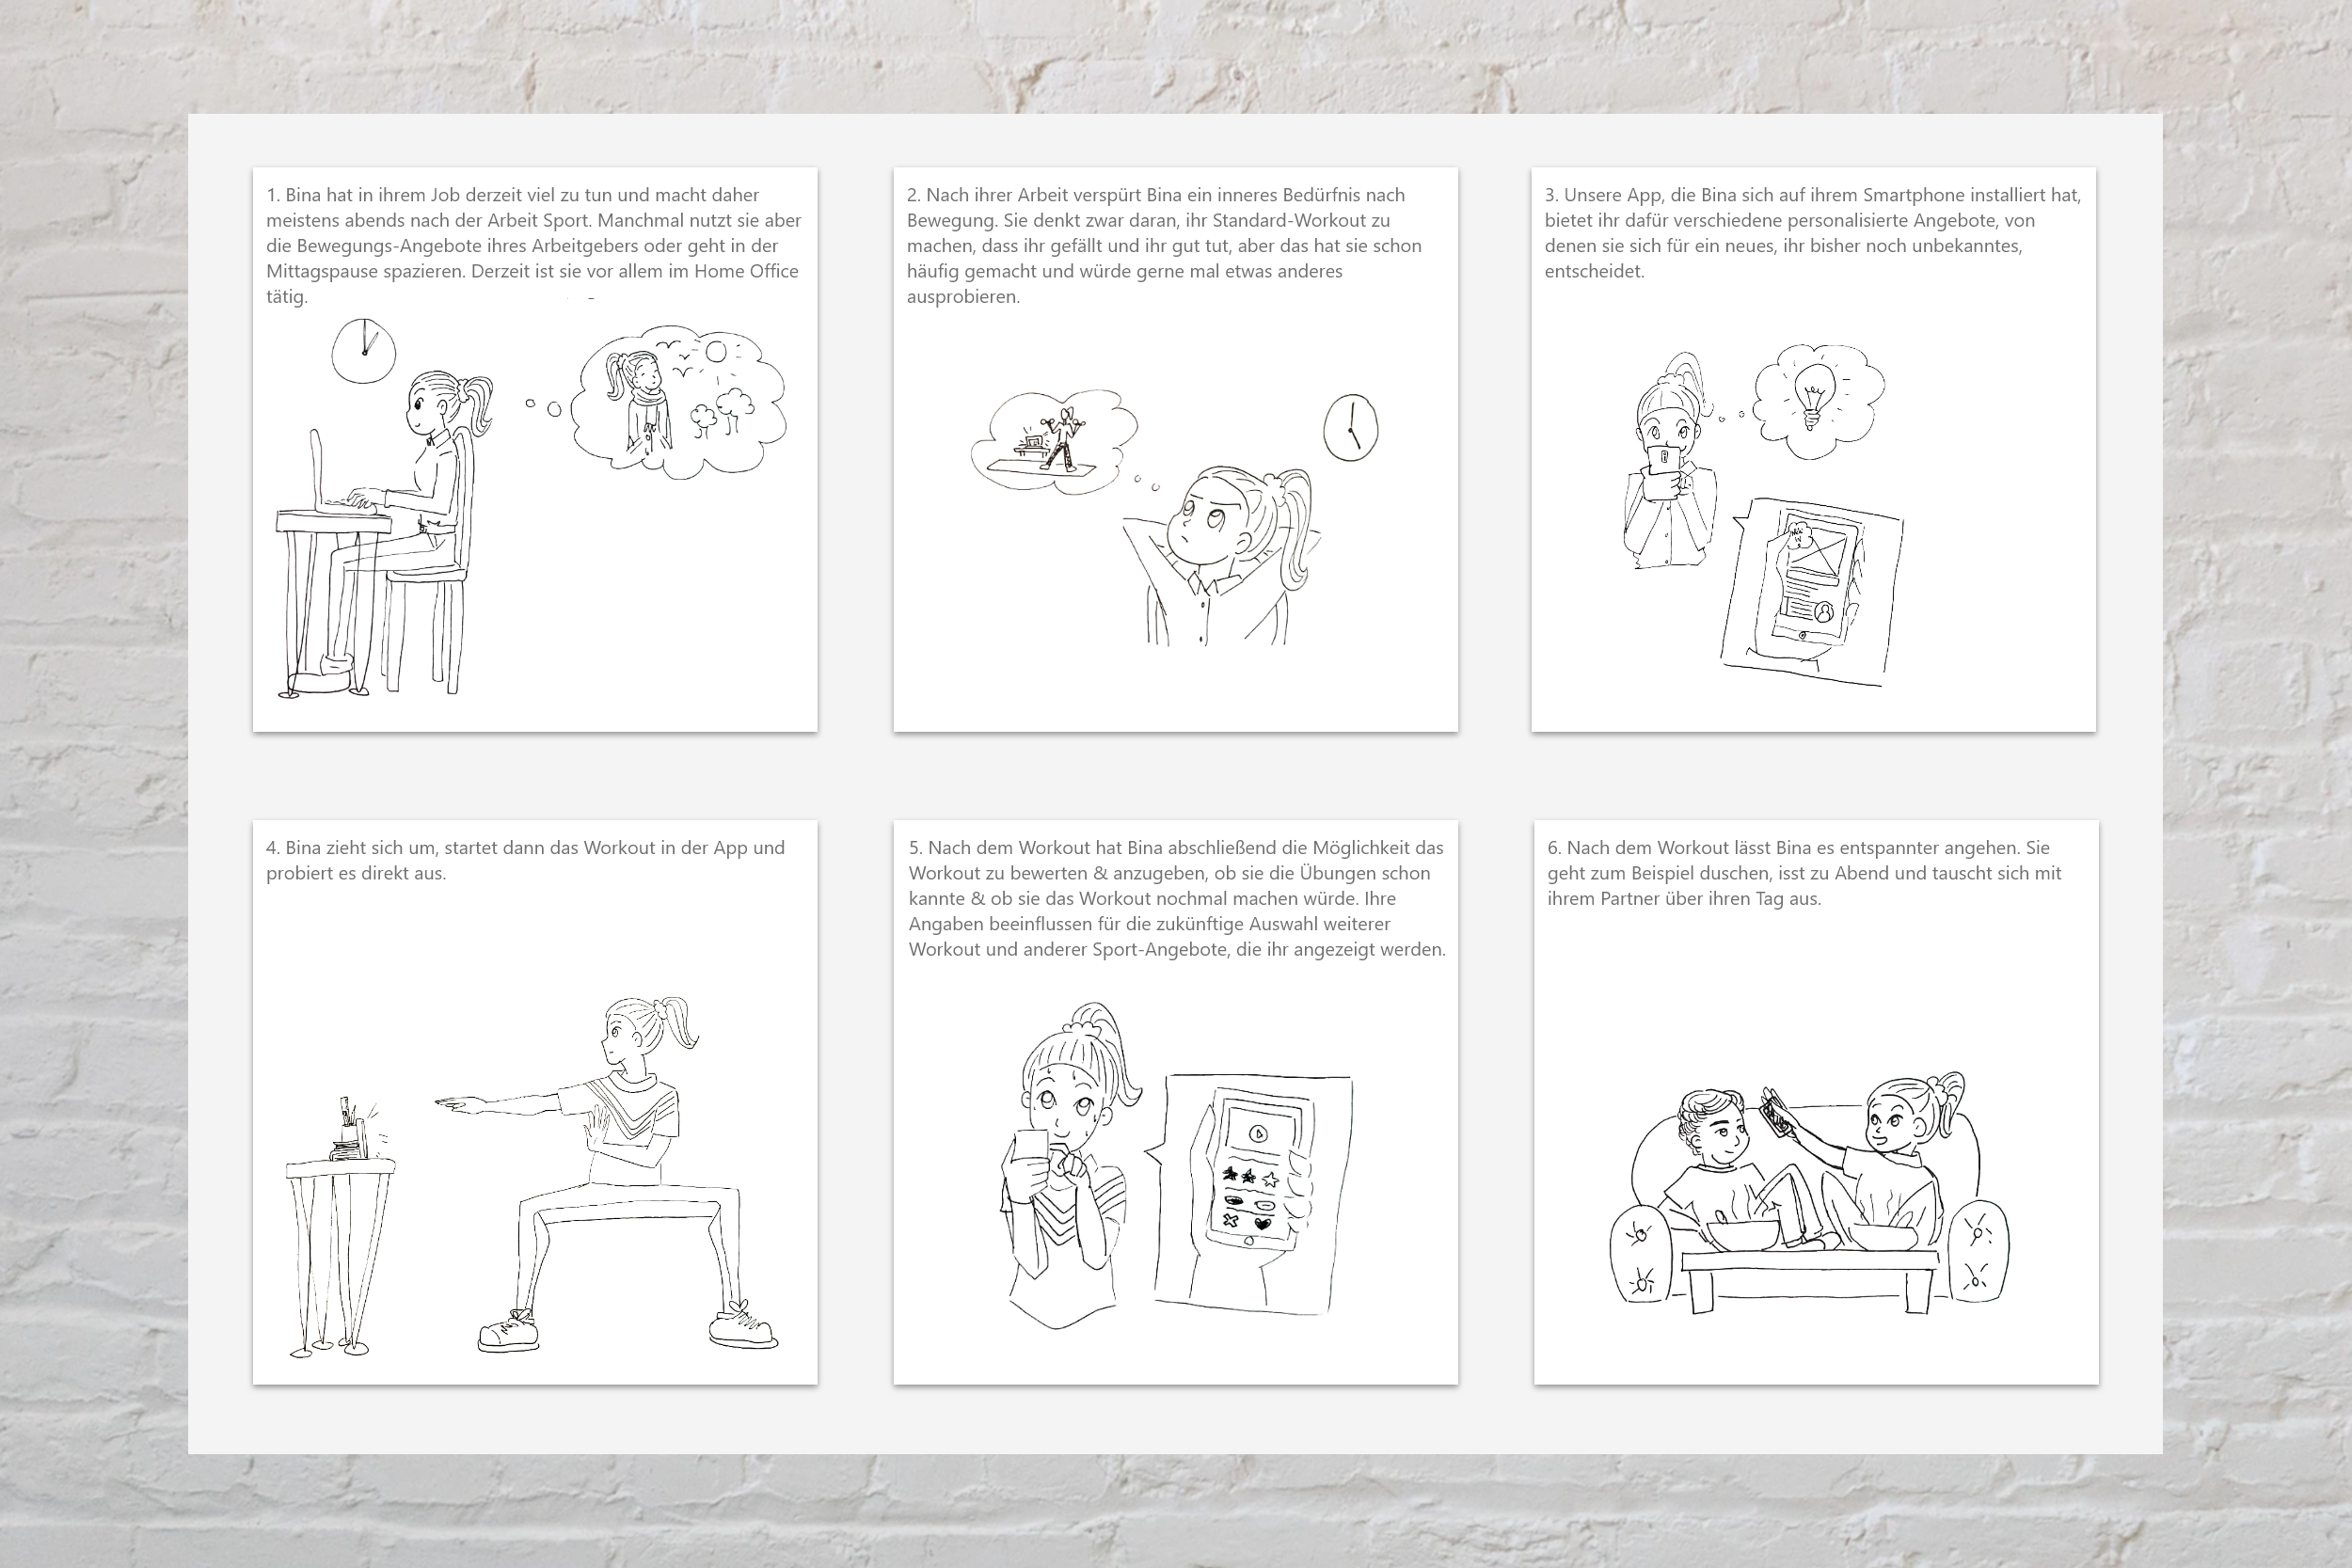 1. Bina hat in ihrem Job derzeit viel zu tun und macht daher
meistens abends nach der Arbeit Sport. Manchmal nutzt sie aber
die Bewegungs-Angebote ihres Arbeitgebers oder geht in der
Mittagspause spazieren. Derzeit ist sie vor allem im Home Office
tätig.
2. Nach ihrer Arbeit verspürt Bina ein inneres Bedürfnis nach
Bewegung. Sie denkt zwar daran, ihr Standard-Workout zu
machen, dass ihr gefällt und ihr gut tut, aber das hat sie schon
häufig gemacht und würde gerne mal etwas anderes
ausprobieren.
3. Unsere App, die Bina sich auf ihrem Smartphone installiert hat,
bietet ihr dafür verschiedene personalisierte Angebote, von
denen sie sich für ein neues, ihr bisher noch unbekanntes,
entscheidet.
4. Bina zieht sich um, startet dann das Workout in der App und
probiert es direkt aus.
5. Nach dem Workout hat Bina abschließend die Möglichkeit das
Workout zu bewerten & anzugeben, ob sie die Übungen schon
kannte & ob sie das Workout nochmal machen würde. Ihre
Angaben beeinflussen für die zukünftige Auswahl weiterer
Workout und anderer Sport-Angebote, die ihr angezeigt werden.
6. Nach dem Workout lässt Bina es entspannter angehen. Sie
geht zum Beispiel duschen, isst zu Abend und tauscht sich mit
ihrem Partner über ihren Tag aus.